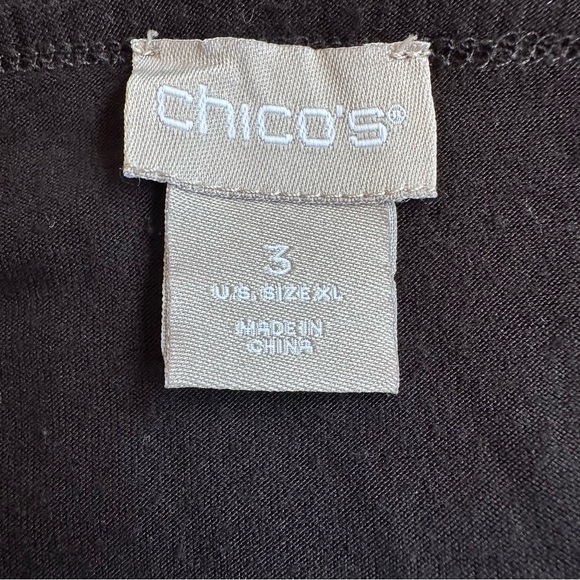 chico's®
3
U.S. SIZE XL
MADE IN
CHINA